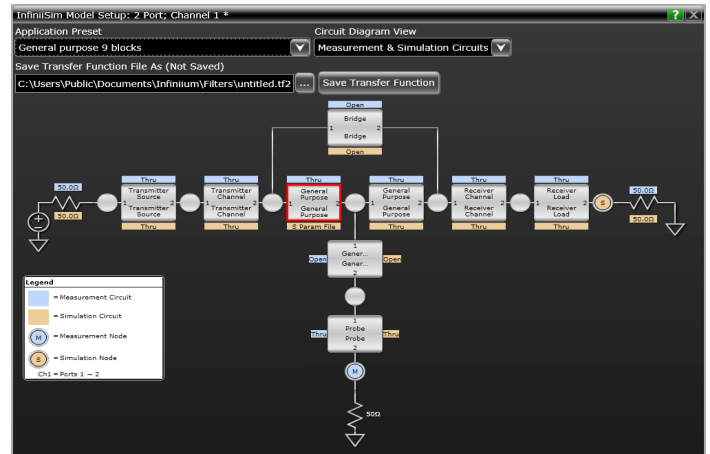 InfiniiSim Model Setup: 2 Port; Channel 1 *
? X
Application Preset
Circuit Diagram View
General purpose 9 blocks
Measurement & Simulation Circuits
Save Transfer Function File As (Not Saved)
C:\Users\Public\Documents\Infiniium\Filters\untitled.tf2
...
Save Transfer Function
Open
Bridge
1 2
Bridge
Open
50.0Ω
50.0Ω
Thru
Transmitter
Source
1 2
Transmitter
Source
Thru
Thru
Transmitter
Channel
1 2
Transmitter
Channel
Thru
Thru
General
Purpose
1 2
General
Purpose
S Param File
Thru
General
Purpose
1 2
General
Purpose
Thru
Thru
Receiver
Channel
1 2
Receiver
Channel
Thru
Thru
Receiver
Load
1 2
Receiver
Load
Thru
S
50.0Ω
50.0Ω
1
Gener...
Open Open
Gener...
2
1
Probe
Thru Thru
Probe
2
M
50Ω
Legend
= Measurement Circuit
= Simulation Circuit
M = Measurement Node
S = Simulation Node
Ch1 = Ports 1 → 2